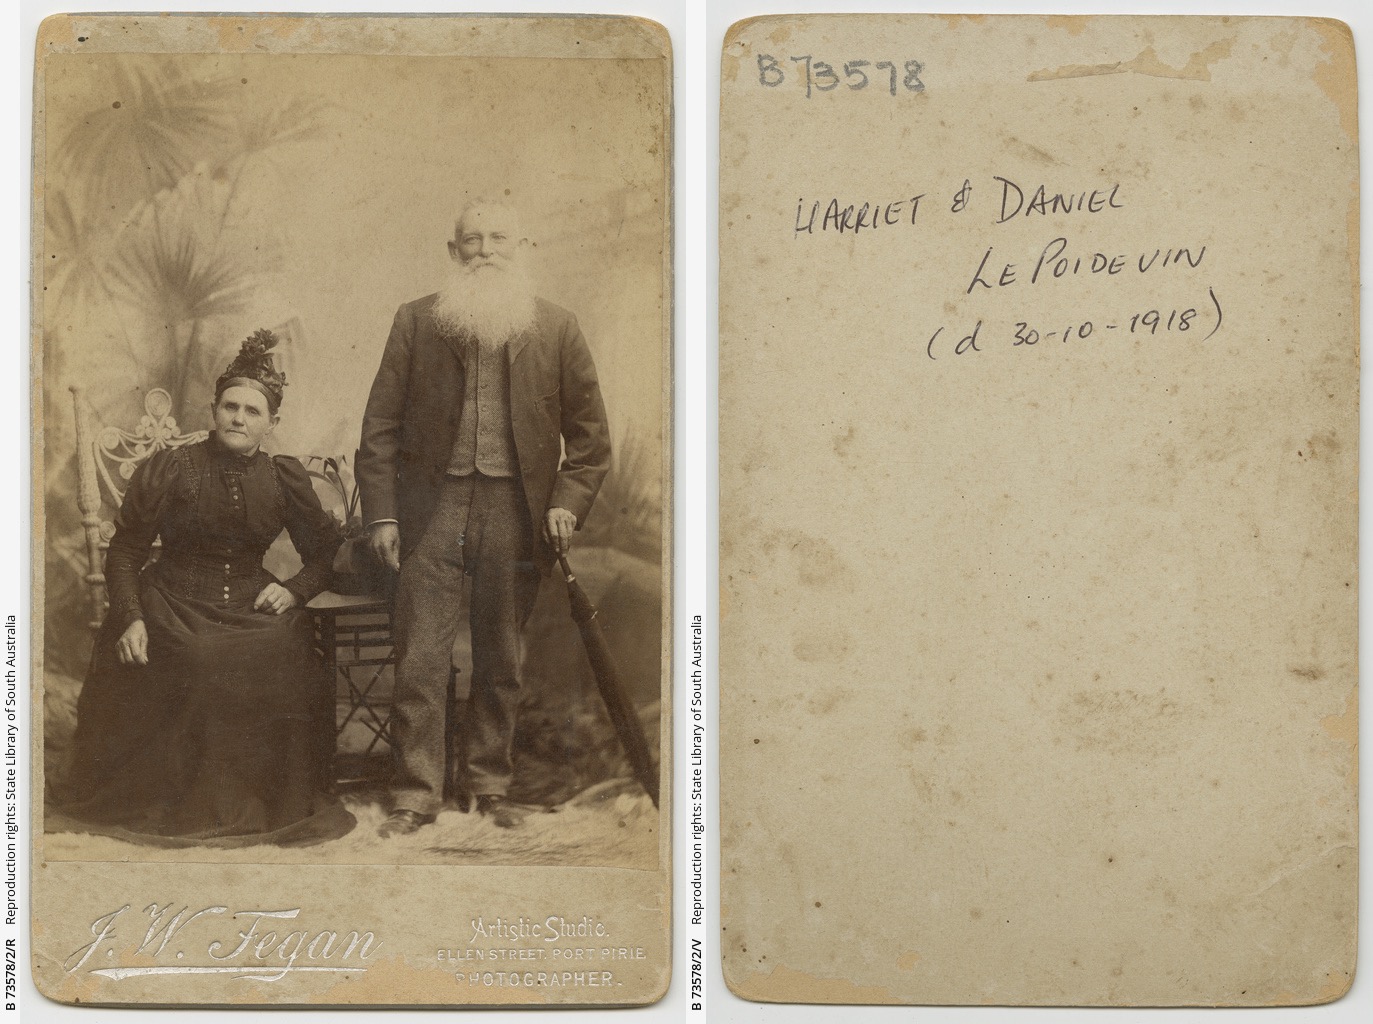 J. W. Fegan
Artistic Studio.
ELLEN STREET, PORT PIRIE.
PHOTOGRAPHER.
B 73578/2/R Reproduction rights: State Library of South Australia
B 73578
HARRIET & DANIEL
LE POIDEVIN
(d 30-10-1918)
B 73578/2/V Reproduction rights: State Library of South Australia